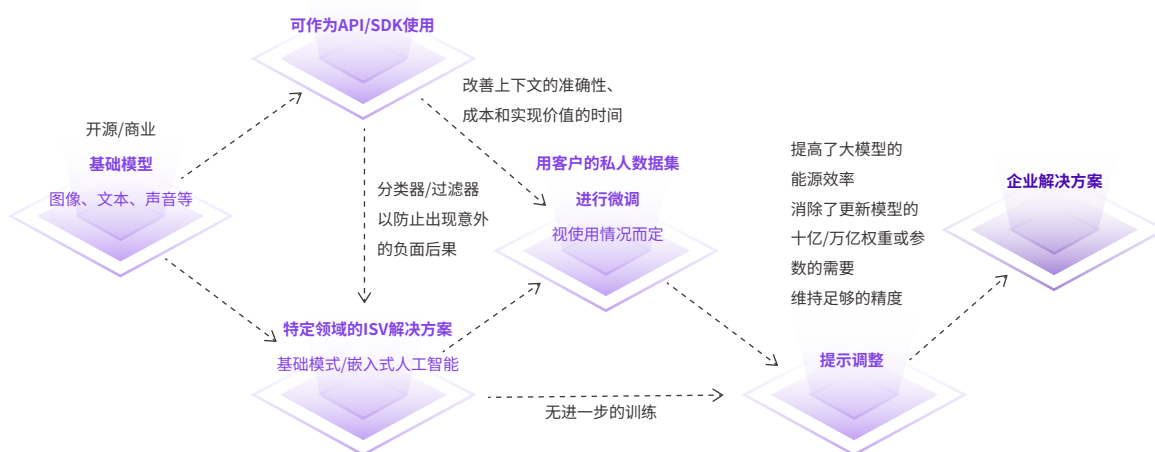 可作为API/SDK使用
改善上下文的准确性、
成本和实现价值的时间
开源/商业
基础模型
图像、文本、声音等
分类器/过滤器
以防止出现意外
的负面后果
用客户的私人数据集
进行微调
视使用情况而定
提高了大模型的
能源效率
消除了更新模型的
十亿/万亿权重或参
数的需要
维持足够的精度
企业解决方案
特定领域的ISV解决方案
基础模式/嵌入式人工智能
无进一步的训练
提示调整